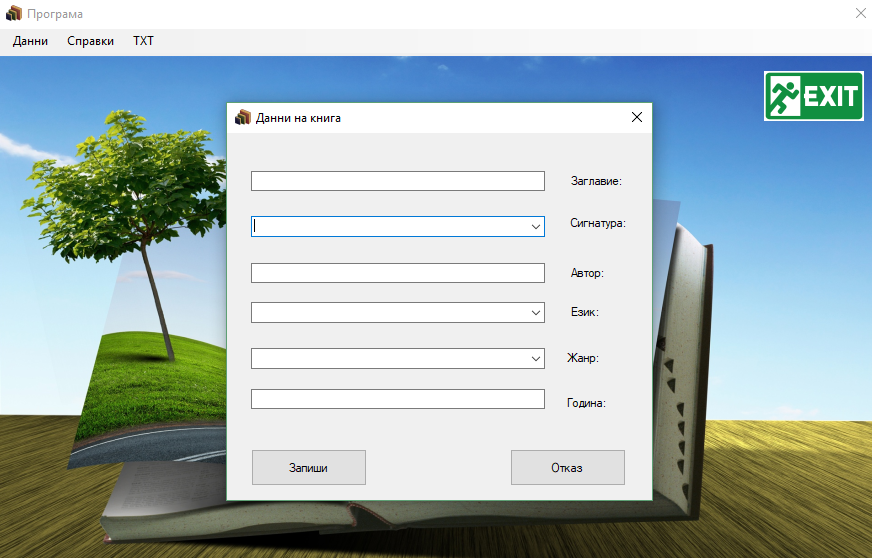 Програма
Данни Справки TXT
EXIT
Данни на книга
Заглавие:
Сигнатура:
Автор:
Език:
Жанр:
Година:
Запиши Отказ